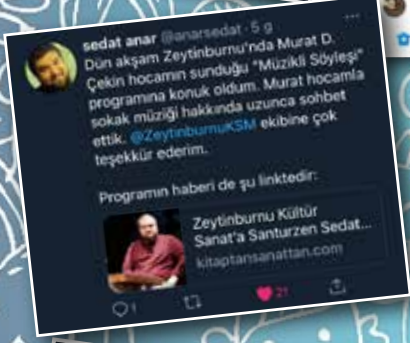 sedat anar @anarsedat · 5 g
Dün akşam Zeytinburnu'nda Murat D.
Çekin hocamın sunduğu "Müzikli Söyleşi"
programına konuk oldum. Murat hocamla
sokak müziği hakkında uzunca sohbet
ettik. @ZeytinburnuKSM ekibine çok
teşekkür ederim.
Programın haberi de şu linktedir:
Zeytinburnu Kültür
Sanat'a Santurzen Sedat...
kitaptansanattan.com
1
21